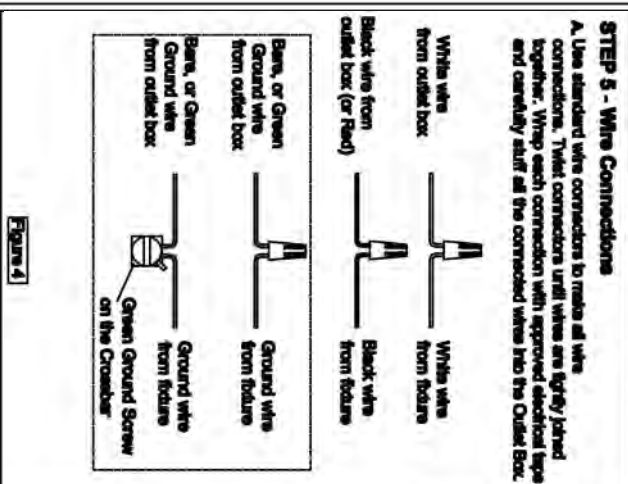 STEP 5 - Wire Connections
A. Use standard wire connectors to make all wire
connections. Twist connectors until wires are tightly joined
together. Wrap each connection with approved electrical tape
and carefully stuff all the connected wires into the Outlet Box.
White wire
from outlet box
White wire
from fixture
Black wire from
outlet box (or Red)
Black wire
from fixture
Bare, or Green
Ground wire
from outlet box
Ground wire
from fixture
Bare, or Green
Ground wire
from outlet box
Ground wire
from fixture
Green Ground Screw
on the Crossbar
Figure 4